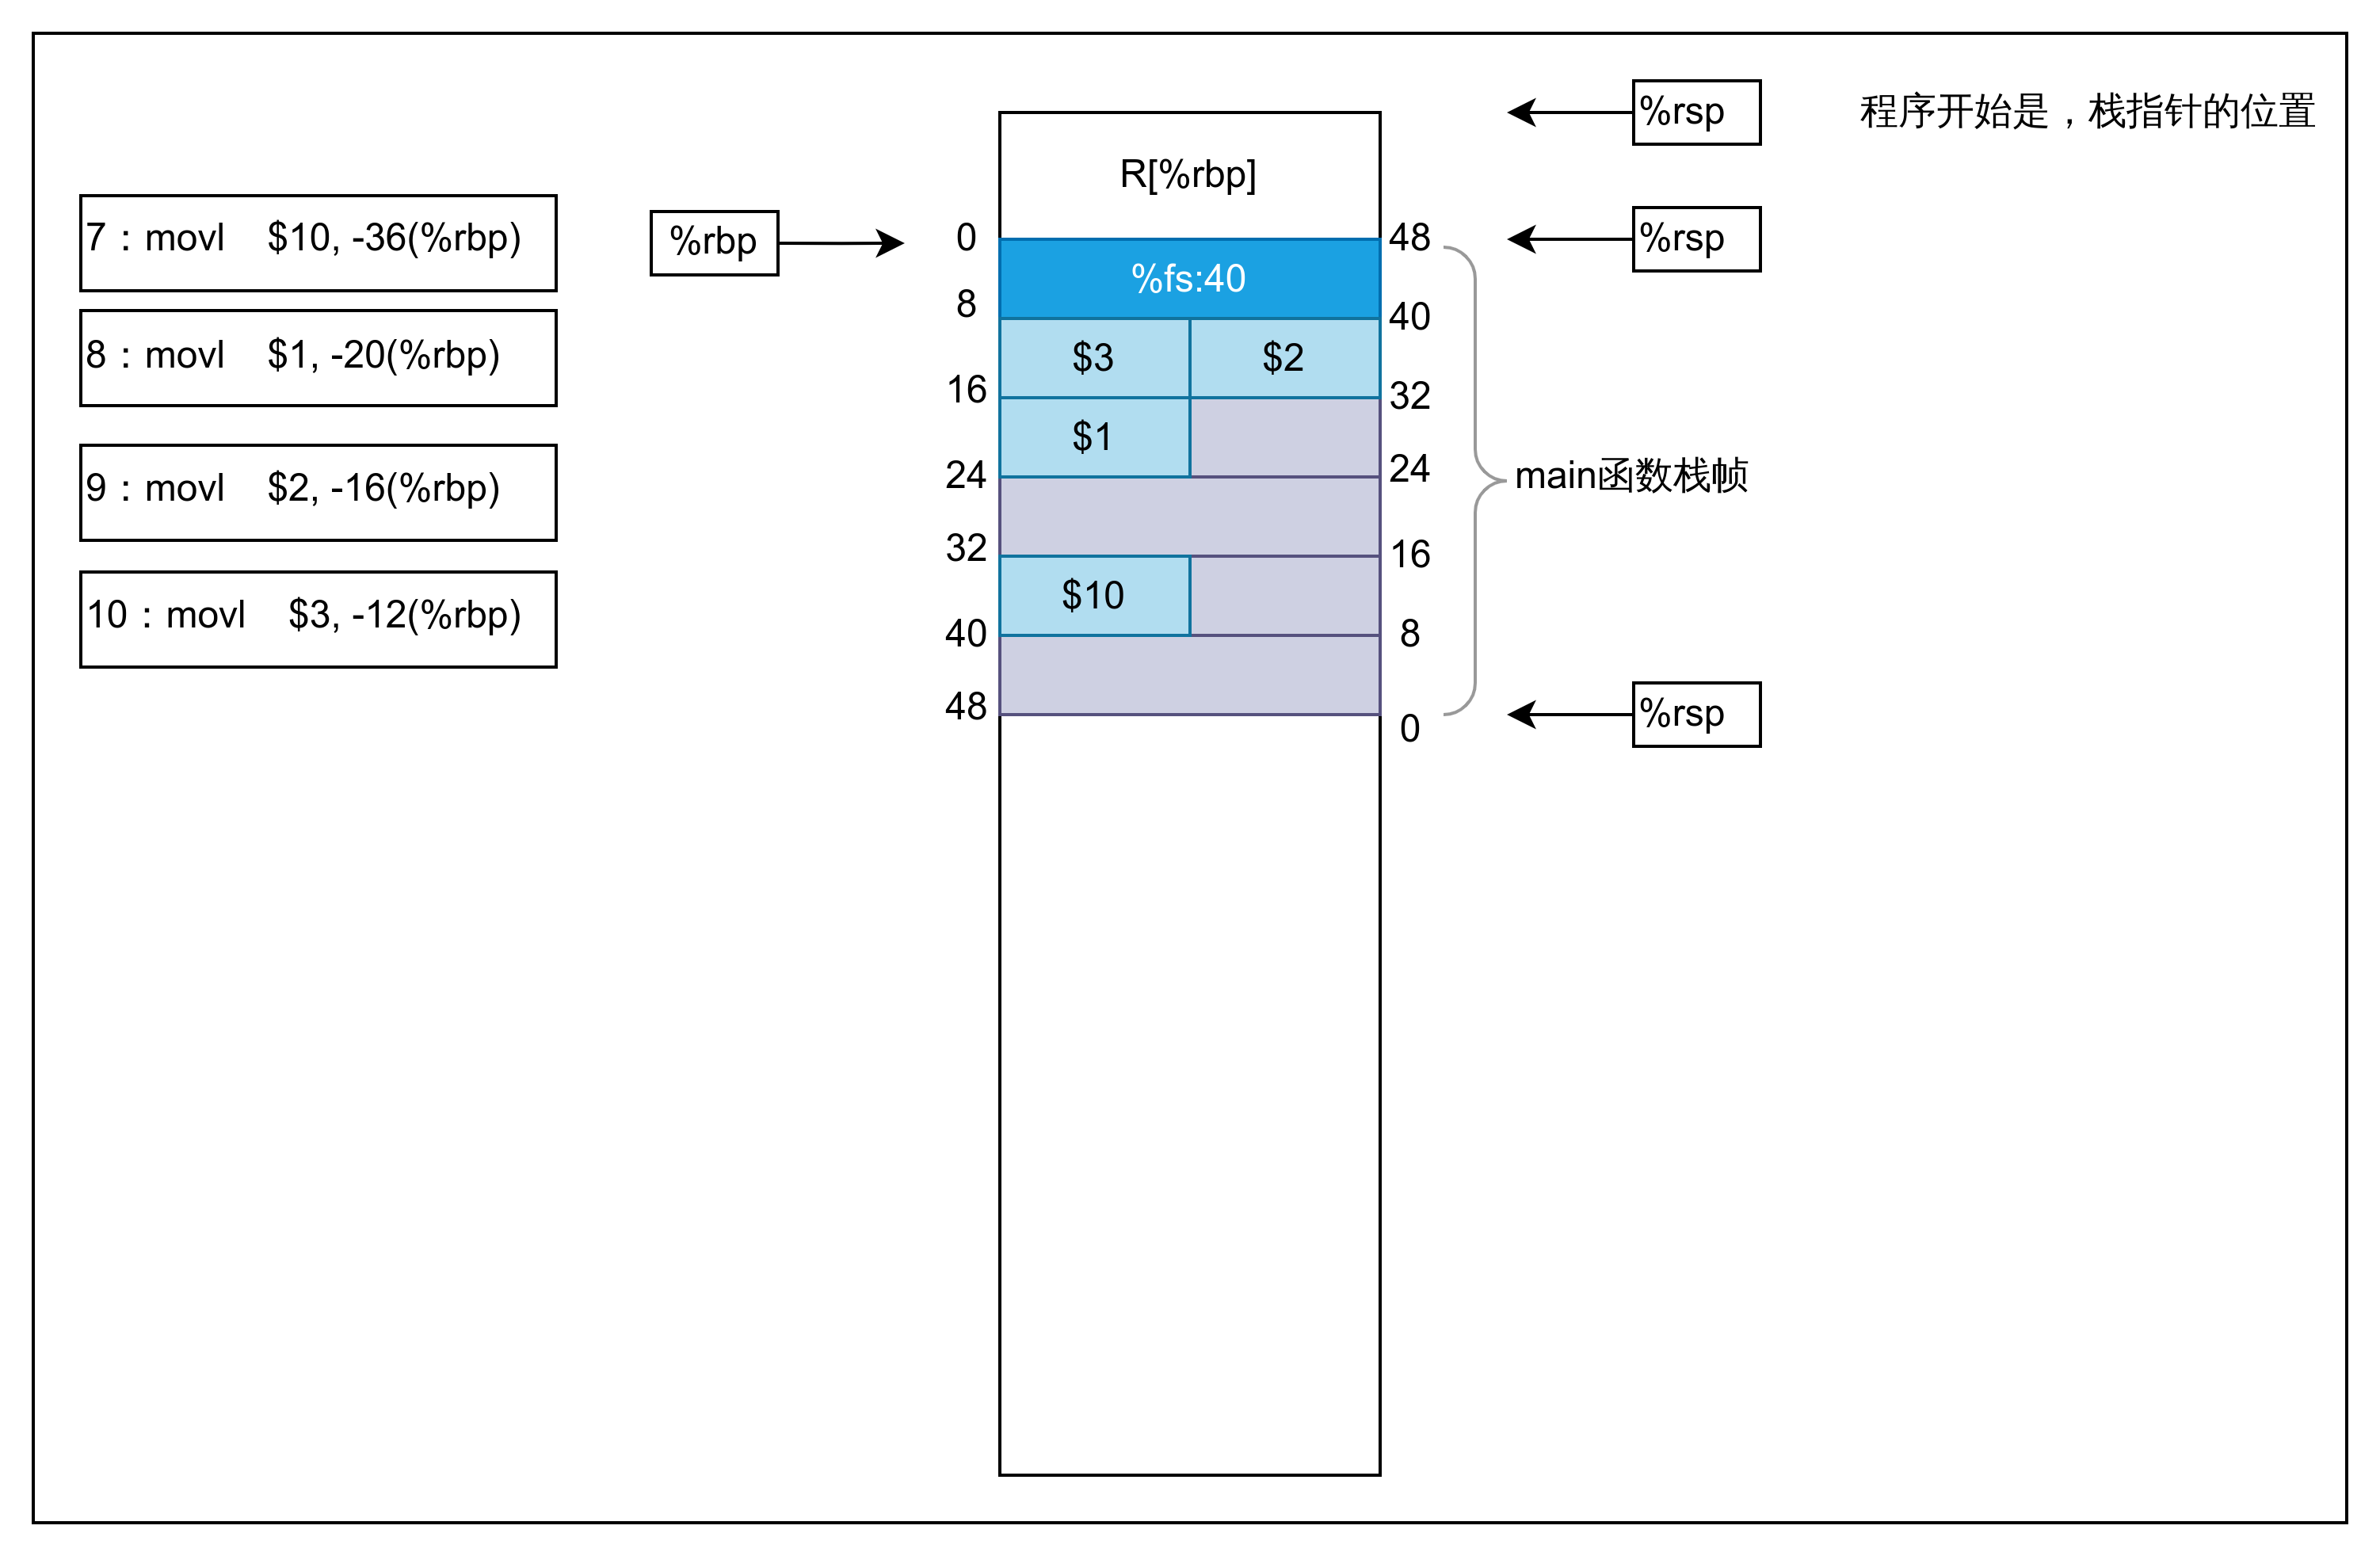 %rsp
程序开始是，栈指针的位置
R[%rbp]
7：movl    $10, -36(%rbp)
8：movl    $1, -20(%rbp)
9：movl    $2, -16(%rbp)
10：movl    $3, -12(%rbp)
%rbp
0
8
16
24
32
40
48
%fs:40
$3
$2
$1
$10
48
40
32
24
16
8
0
%rsp
main函数栈帧
%rsp